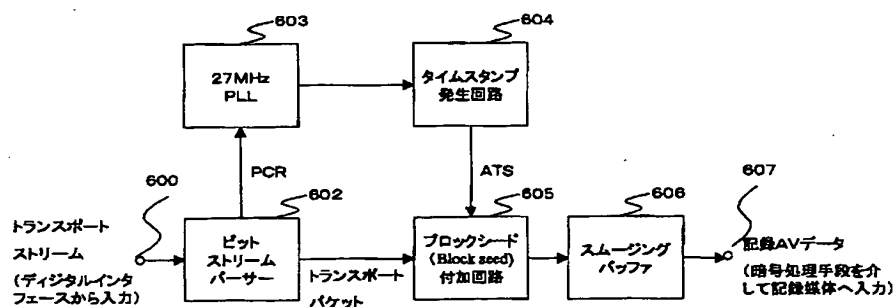 603
604
27MHz
PLL
タイムスタンプ
発生回路
600
PCR
602
ATS
605
606
607
トランスポート
ストリーム
(ディジタルインタ
フェースから入力)
ビット
ストリーム
パーサー
トランスポート
パケット
ブロックシード
(Block seed)
付加回路
スムージング
バッファ
記録AVデータ
(暗号処理手段を介
して記録媒体へ入力)